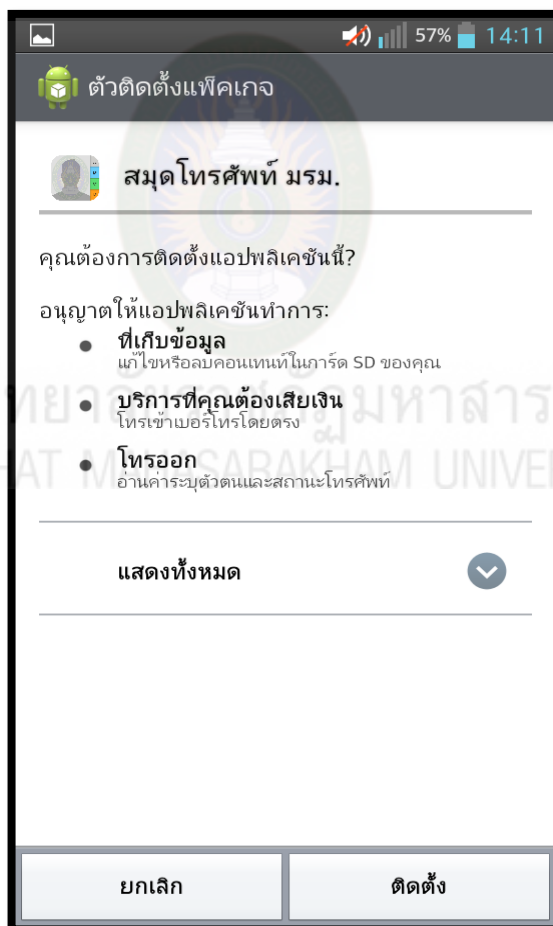 57% 14:11
ตัวติดตั้งแพ็คเกจ
สมุดโทรศัพท์ มรม.
คุณต้องการติดตั้งแอปพลิเคชันนี้?
อนุญาตให้แอปพลิเคชันทำการ:
ที่เก็บข้อมูล
แก้ไขหรือลบคอนเทนท์ในการ์ด SD ของคุณ
บริการที่คุณต้องเสียเงิน
โทรเข้าเบอร์โทรโดยตรง
โทรออก
อ่านค่าระบุตัวตนและสถานะโทรศัพท์
แสดงทั้งหมด
ยกเลิก ติดตั้ง